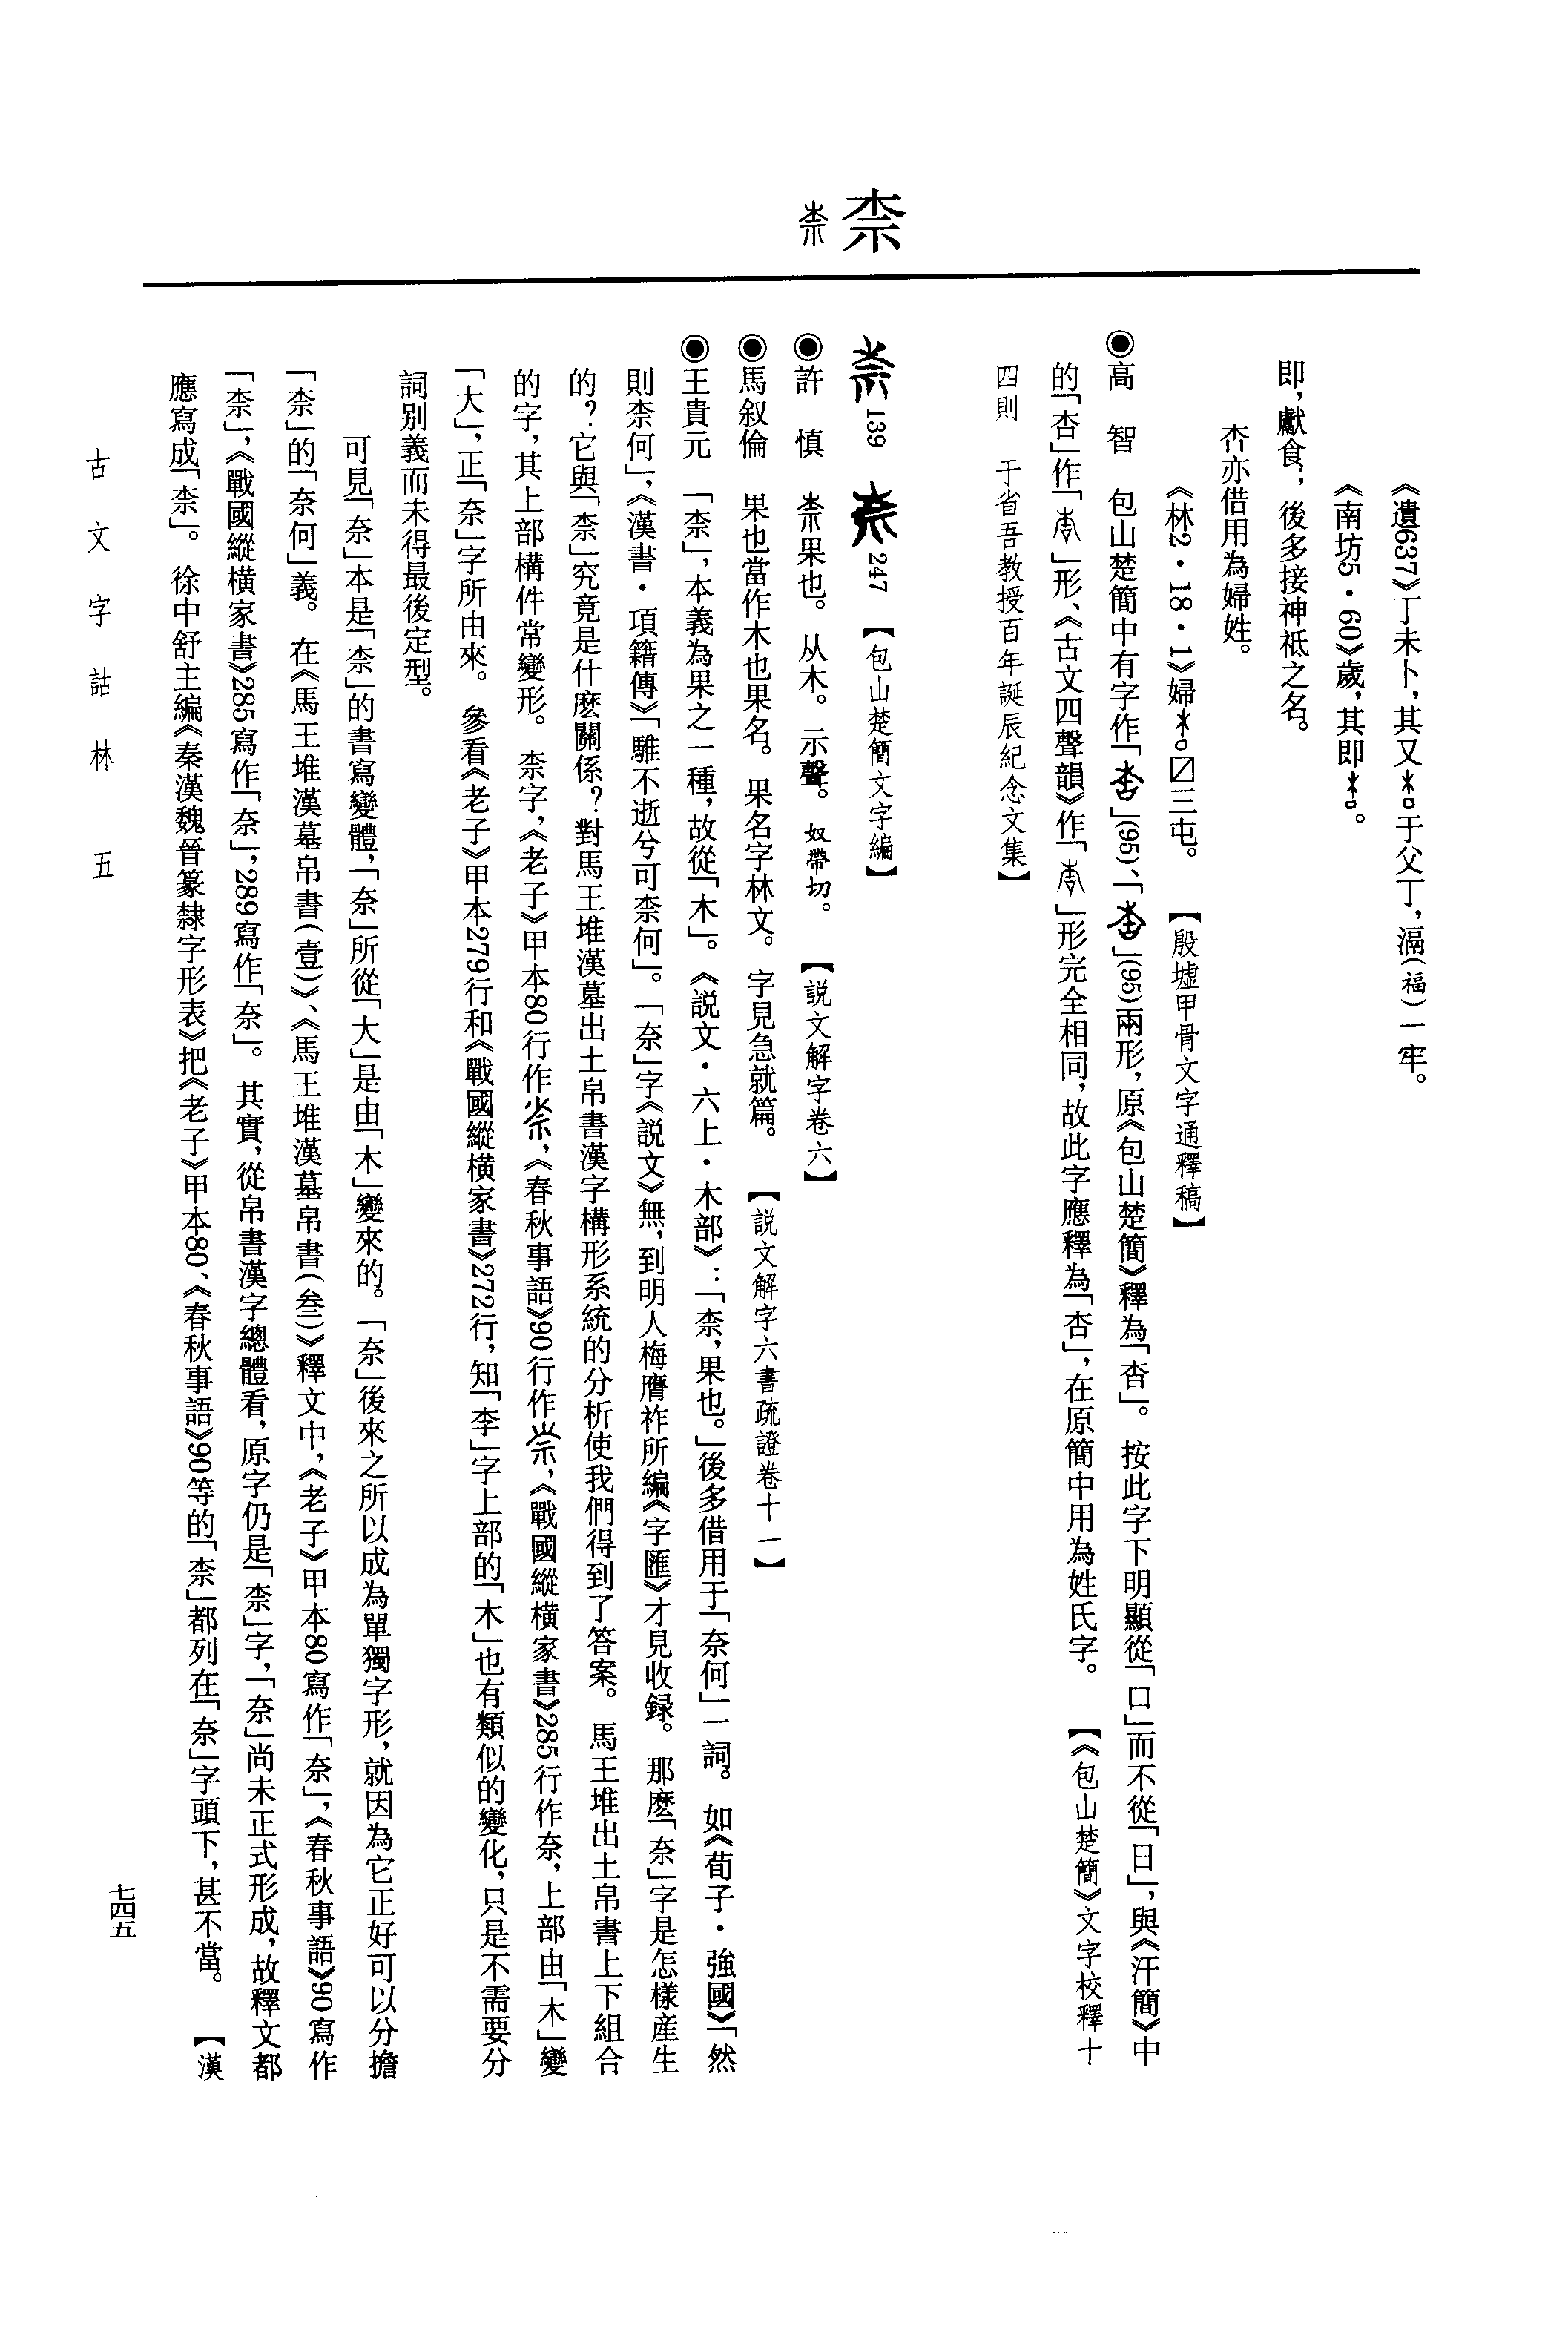 《遺637》丁未卜，其又于父丁，滆(福)一牢。
《南坊5・60》歲，其即。
即，獻食；後多接神祇之名。
杏亦借用為婦姓。
《林2・18・1》婦。☑三屯。　【殷墟甲骨文字通釋稿】
◉高　智　包山楚簡中有字作「」(95)、「」(95)兩形，原《包山楚簡》釋為「杳」。按此字下明顯從「口」而不從「日」，與《汗簡》中
的「杏」作「」形、《古文四聲韻》作「」形完全相同，故此字應釋為「杏」，在原簡中用為姓氏字。　【《包山楚簡》文字校釋十
四則　于省吾教授百年誕辰紀念文集】
柰
139　247　【包山楚簡文字編】
◉許　慎　果也。从木。示聲。奴帶切。　【説文解字卷六】
◉馬叙倫　果也當作木也果名。果名字林文。字見急就篇。　【説文解字六書疏證卷十一】
◉王貴元　「柰」，本義為果之一種，故從「木」。《説文・六上・木部》：「柰，果也。」後多借用于「奈何」一詞。如《荀子・強國》「然
則柰何」，《漢書・項籍傳》「騅不逝兮可柰何」。「奈」字《説文》無，到明人梅膺祚所編《字匯》才見收録。那麽「奈」字是怎樣産生
的？它與「柰」究竟是什麽關係？對馬王堆漢墓出土帛書漢字構形系統的分析使我們得到了答案。馬王堆出土帛書上下組合
的字，其上部構件常變形。柰字，《老子》甲本80行作，《春秋事語》90行作，《戰國縱橫家書》285行作奈，上部由「木」變
「大」，正「奈」字所由來。參看《老子》甲本279行和《戰國縱橫家書》272行，知「李」字上部的「木」也有類似的變化，只是不需要分
詞别義而未得最後定型。
可見「奈」本是「柰」的書寫變體，「奈」所從「大」是由「木」變來的。「奈」後來之所以成為單獨字形，就因為它正好可以分擔
「柰」的「奈何」義。在《馬王堆漢墓帛書(壹)》、《馬王堆漢墓帛書(叁)》釋文中，《老子》甲本80寫作「奈」，《春秋事語》90寫作
「柰」，《戰國縱橫家書》285寫作「奈」，289寫作「奈」。其實，從帛書漢字總體看，原字仍是「柰」字，「奈」尚未正式形成，故釋文都
應寫成「柰」。徐中舒主編《秦漢魏晉篆隸字形表》把《老子》甲本80、《春秋事語》90等的「柰」都列在「奈」字頭下，甚不當。　【漢
古文字詁林　五
七四五